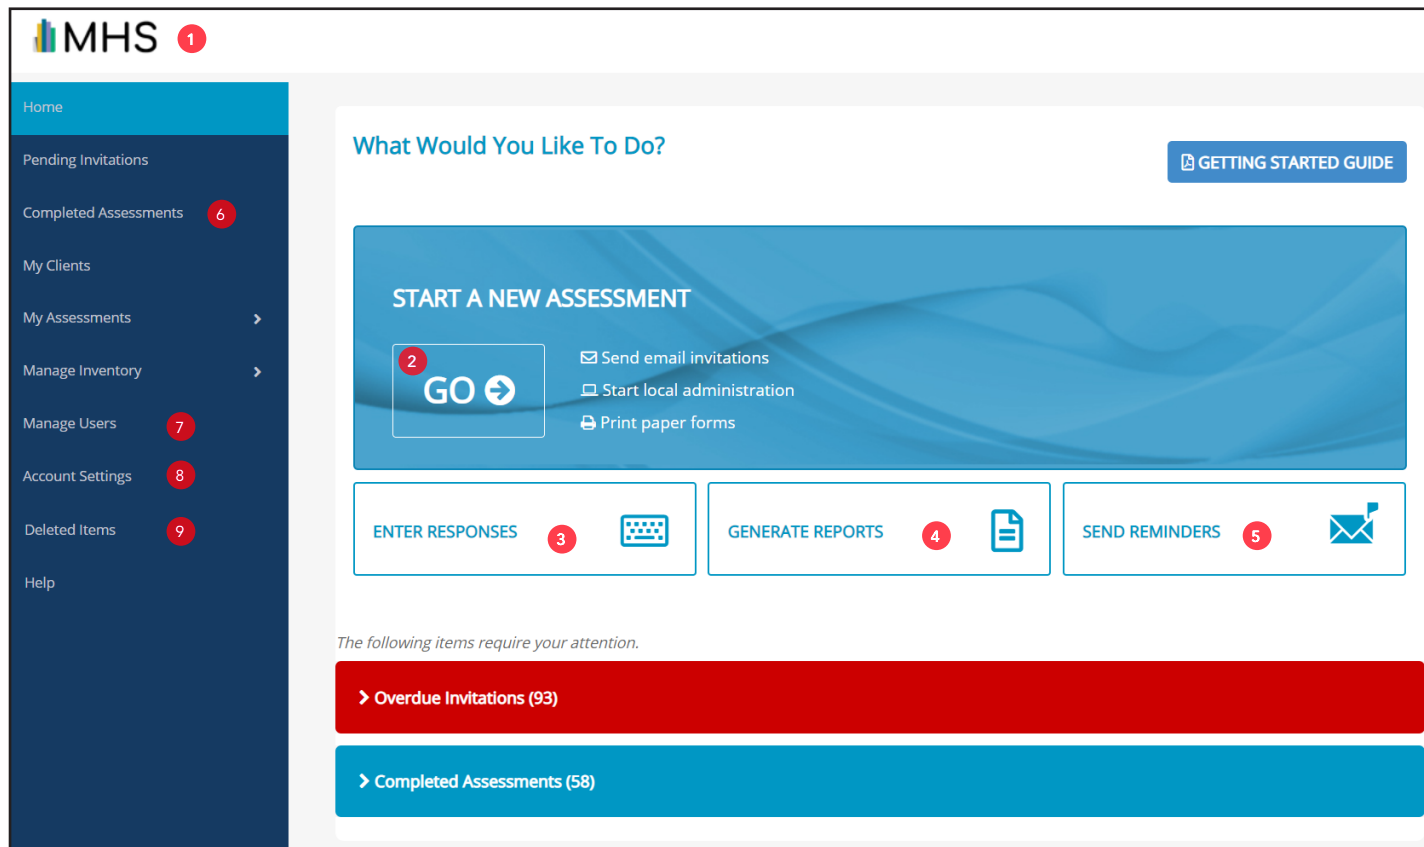 MHS 1
Home
Pending Invitations
Completed Assessments 6
My Clients
My Assessments
Manage Inventory
Manage Users 7
Account Settings 8
Deleted Items 9
Help
What Would You Like To Do?
GETTING STARTED GUIDE
START A NEW ASSESSMENT
2
GO
Send email invitations
Start local administration
Print paper forms
ENTER RESPONSES 3
GENERATE REPORTS 4
SEND REMINDERS 5
The following items require your attention.
Overdue Invitations (93)
Completed Assessments (58)